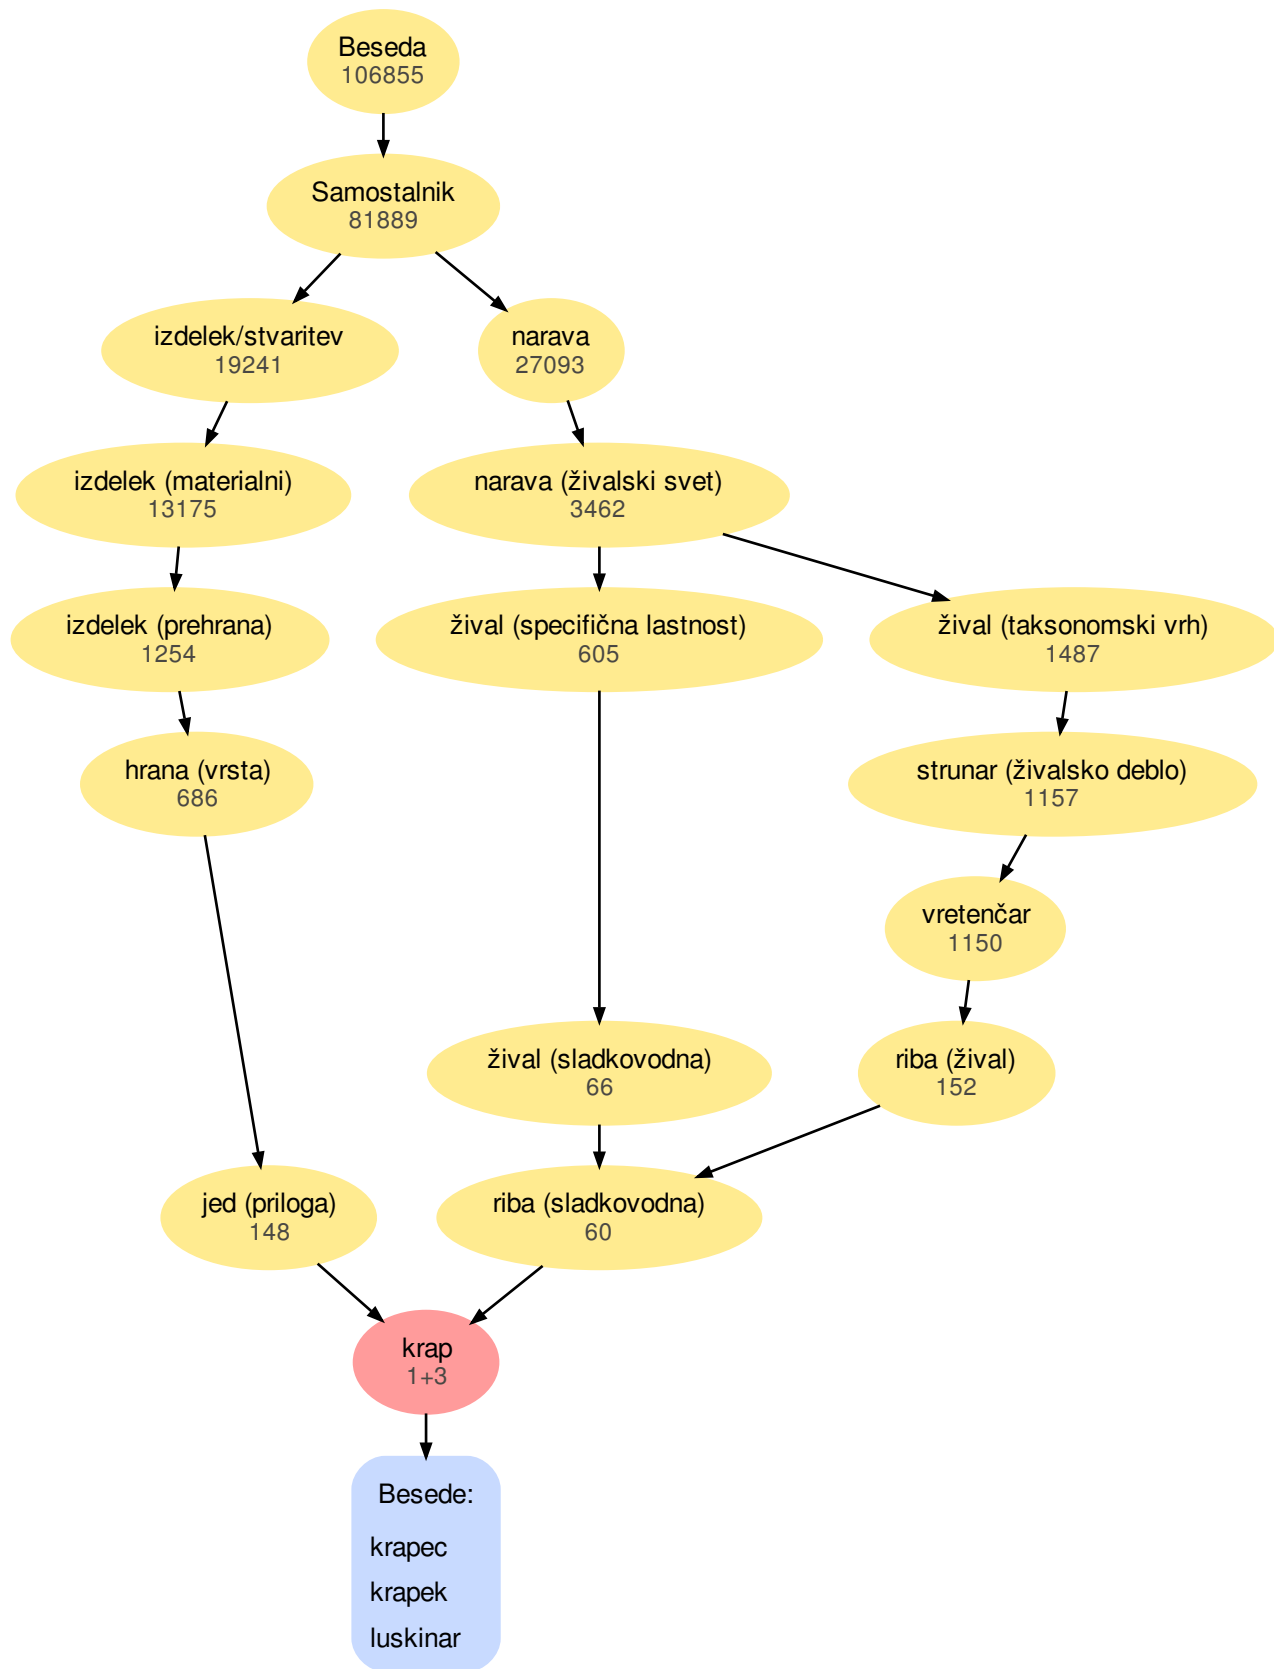 Beseda
106855
Samostalnik
81889
izdelek/stvaritev
19241
narava
27093
izdelek (materialni)
13175
narava (živalski svet)
3462
izdelek (prehrana)
1254
žival (specifična lastnost)
605
žival (taksonomski vrh)
1487
hrana (vrsta)
686
strunar (živalsko deblo)
1157
vretenčar
1150
žival (sladkovodna)
66
riba (žival)
152
jed (priloga)
148
riba (sladkovodna)
60
krap
1+3
Besede:
krapec
krapek
luskinar